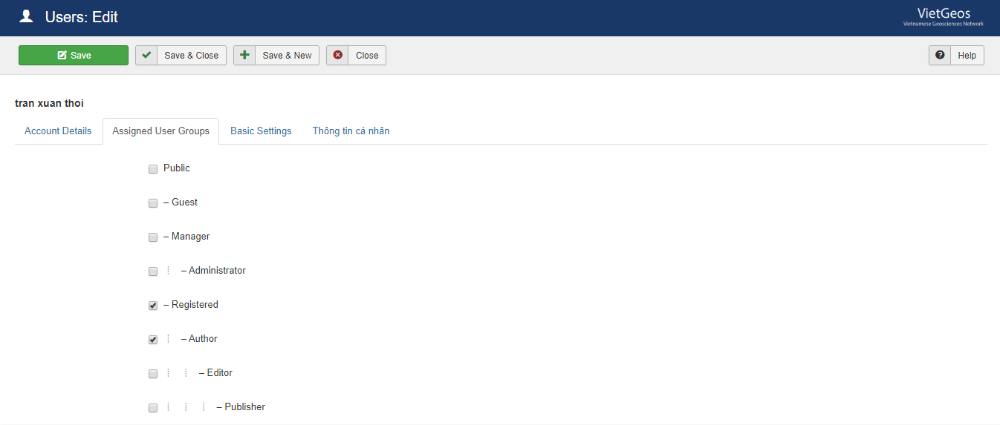 Users: Edit
VietGeos
Vietnamese Geosciences Network
Save
Save & Close
Save & New
Close
Help
tran xuan thoi
Account Details
Assigned User Groups
Basic Settings
Thông tin cá nhân
Public
– Guest
– Manager
– Administrator
– Registered
– Author
– Editor
– Publisher